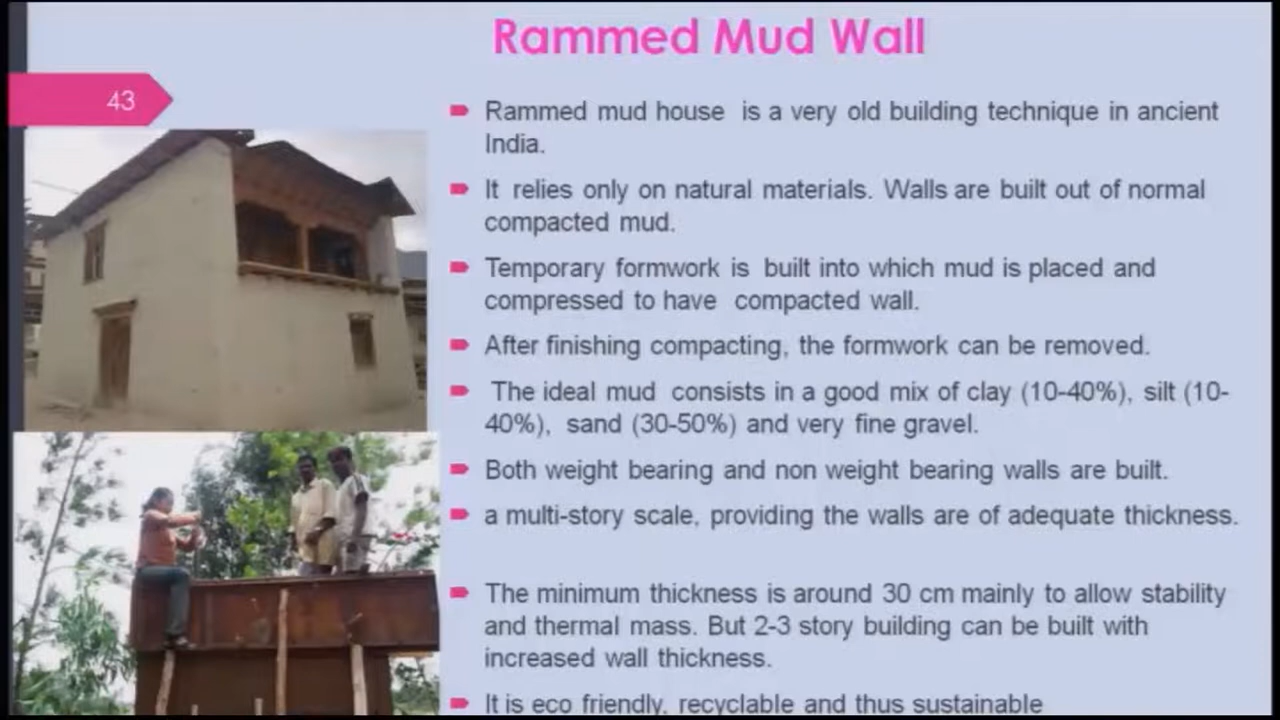 Rammed Mud Wall
43
Rammed mud house is a very old building technique in ancient
India.
It relies only on natural materials. Walls are built out of normal
compacted mud.
Temporary formwork is built into which mud is placed and
compressed to have compacted wall.
After finishing compacting, the formwork can be removed.
The ideal mud consists in a good mix of clay (10-40%), silt (10-
40%), sand (30-50%) and very fine gravel.
Both weight bearing and non weight bearing walls are built.
a multi-story scale, providing the walls are of adequate thickness.
The minimum thickness is around 30 cm mainly to allow stability
and thermal mass. But 2-3 story building can be built with
increased wall thickness.
It is eco friendly, recyclable and thus sustainable